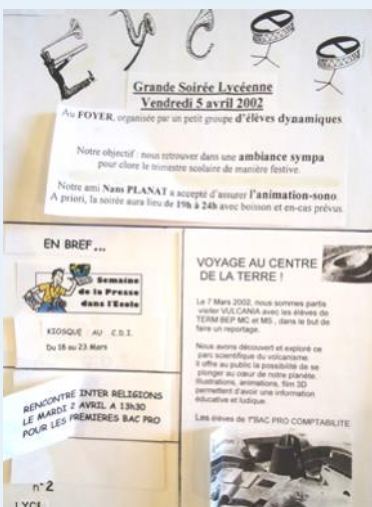 Grande Soirée Lycéenne
Vendredi 5 avril 2002
Au FOYER, organisée par un petit groupe d'élèves dynamiques
Notre objectif : nous retrouver dans une ambiance sympa
pour clore le trimestre scolaire de manière festive.
Notre ami Nans PLANAT a accepté d'assurer l'animation-sono.
A priori, la soirée aura lieu de 19h à 24h avec boisson et en-cas prévus.
EN BREF...
Semaine
de la Presse
dans l'Ecole
KIOSQUE AU C.D.I.
Du 18 au 23 Mars
RENCONTRE INTER RELIGIONS
LE MARDI 2 AVRIL A 13h30
POUR LES PREMIERES BAC PRO
n°2
VOYAGE AU CENTRE
DE LA TERRE !
Le 7 Mars 2002, nous sommes partis
visiter VULCANIA avec les élèves de
TERM BEP MC et MS, dans le but de
faire un reportage.
Nous avons découvert et exploré ce
parc scientifique du volcanisme.
Il offre au public la possibilité de se
plonger au cœur de notre planète.
Illustrations, animations, film 3D
permettent d'avoir une information
éducative et ludique.
Les élèves de 1°BAC PRO COMPTABILITE